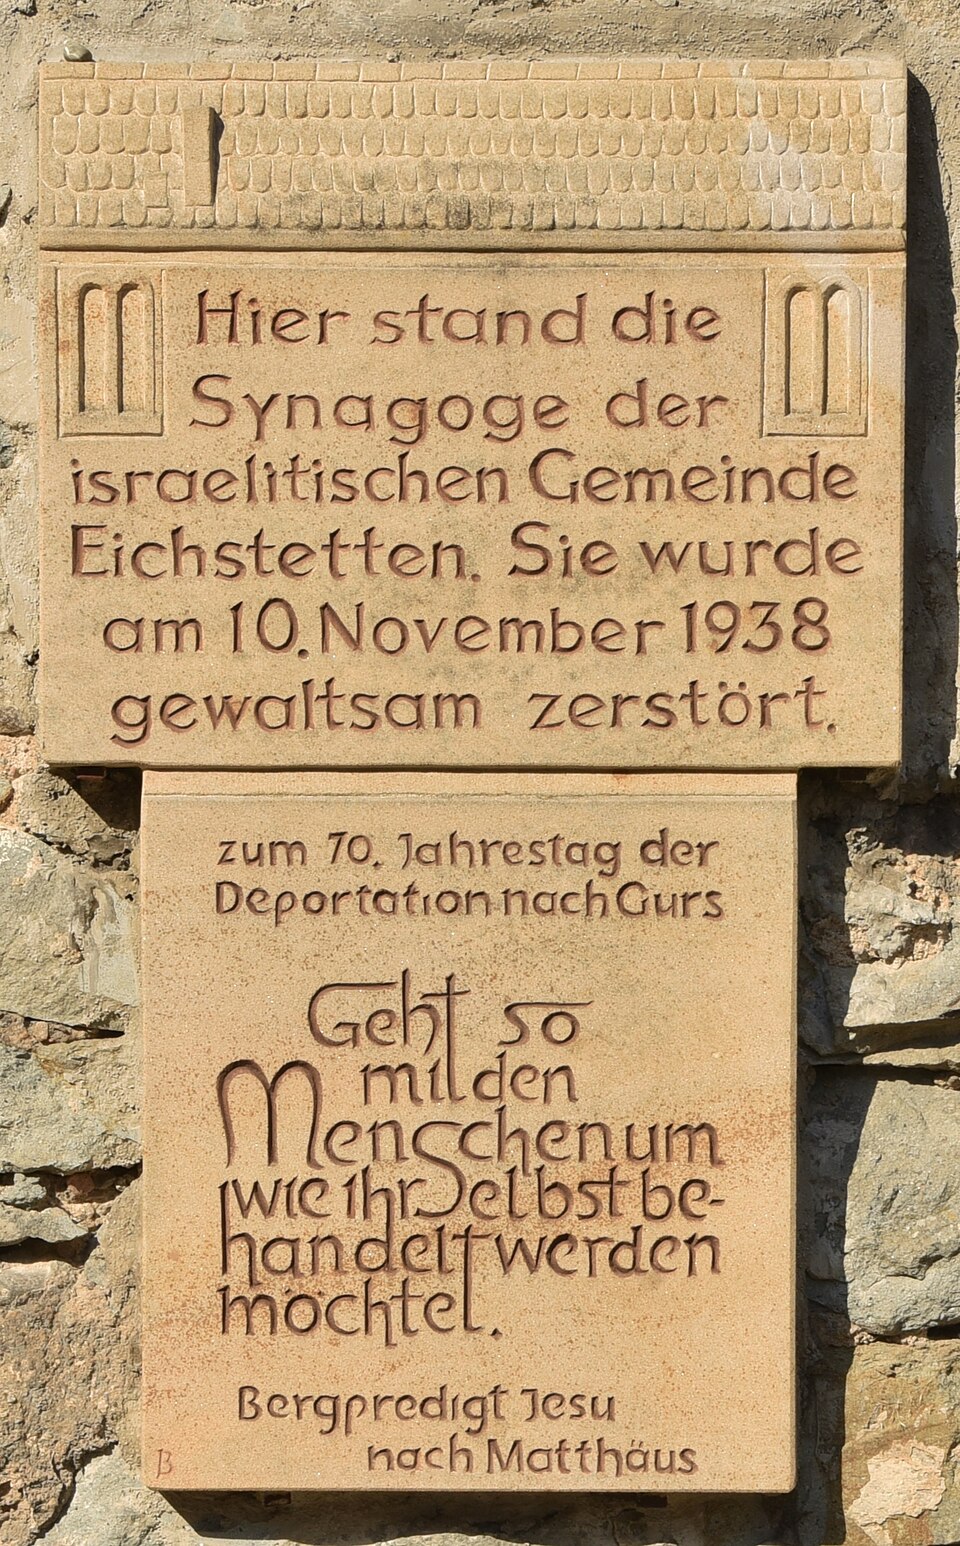 Hier stand die
Synagoge der
israelitischen Gemeinde
Eichstetten. Sie wurde
am 10. November 1938
gewaltsam zerstört.
zum 70. Jahrestag der
Deportation nach Gurs
Geht so
mit den
Menschen um
wie ihr selbst be-
handelt werden
möchtet.
Bergpredigt Jesu
nach Matthäus
B